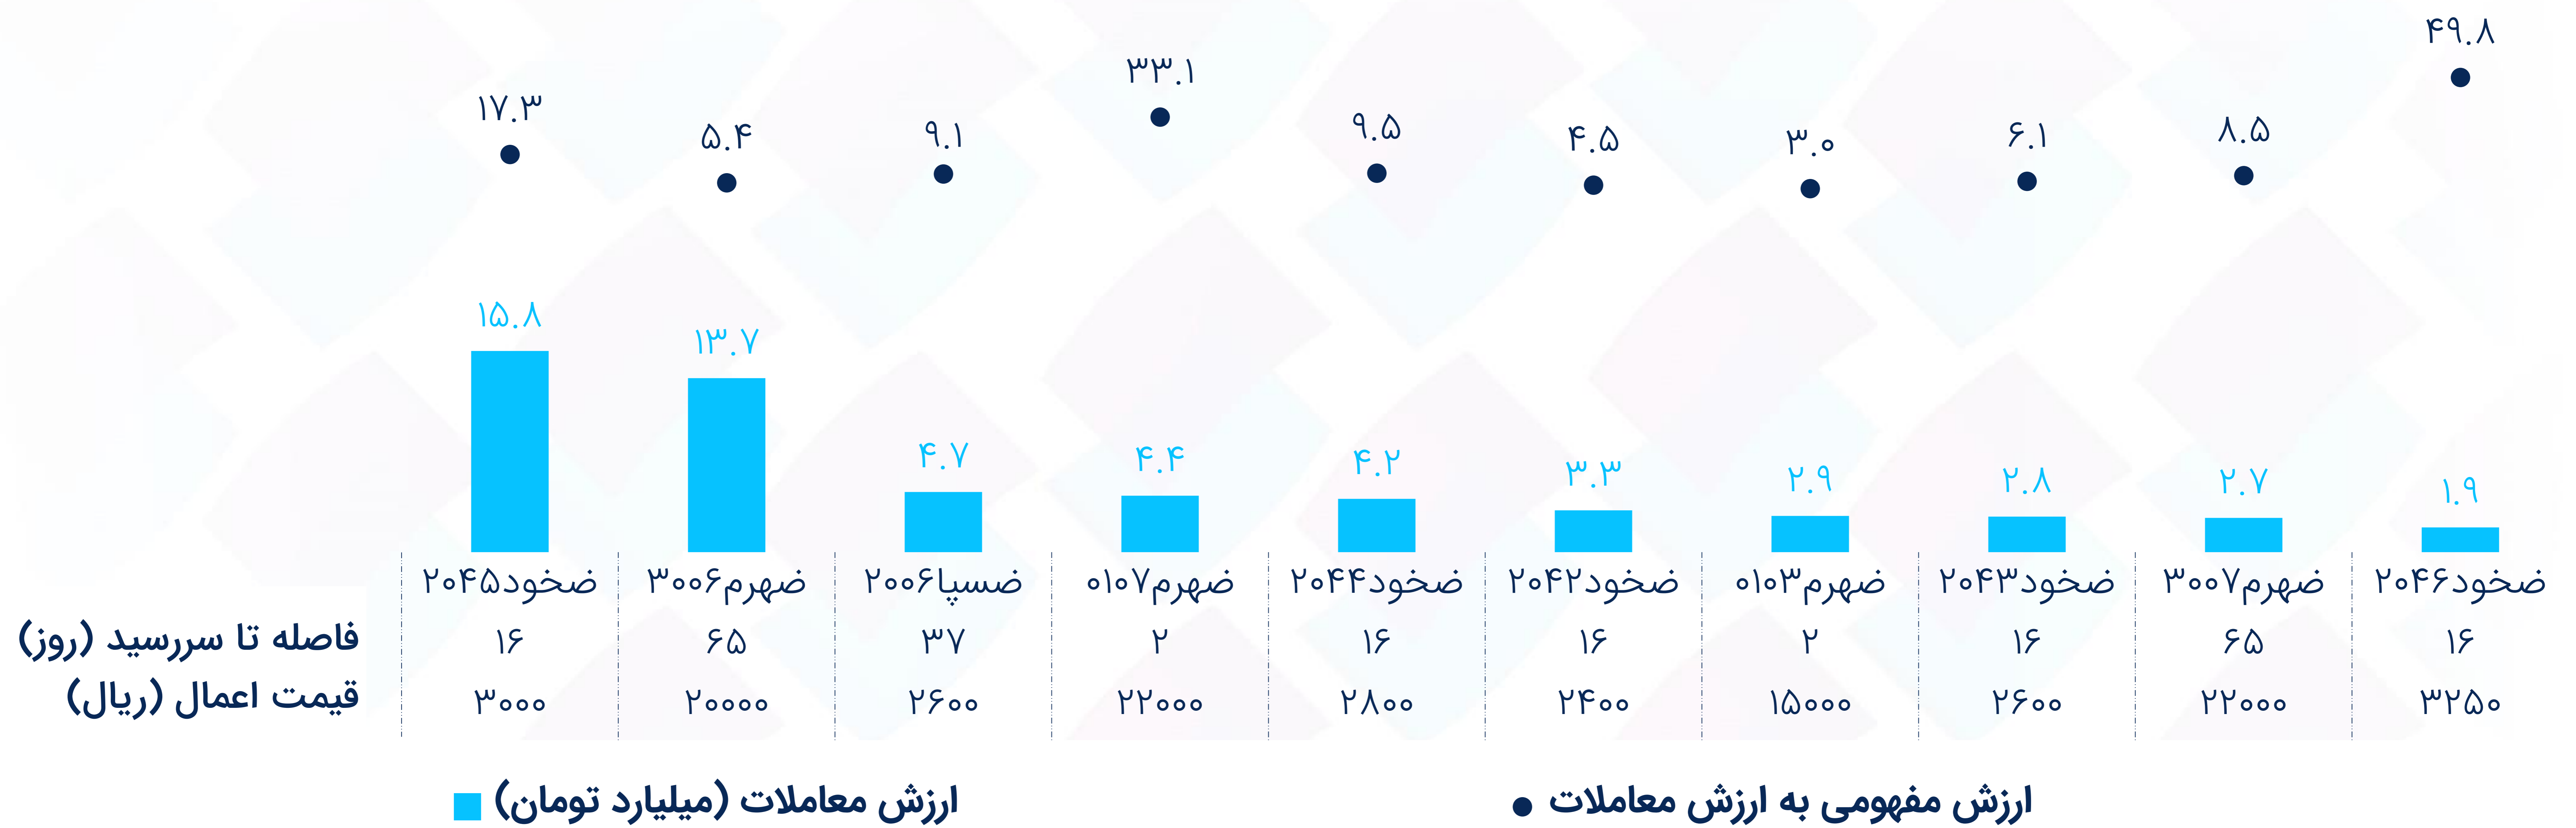 ۴۹.۸
۳۳.۱
۱۷.۳ ۵.۴ ۹.۱ ۹.۵ ۴.۵ ۳.۰ ۶.۱ ۸.۵
۱۵.۸ ۱۳.۷ ۴.۷ ۴.۴ ۴.۲ ۳.۳ ۲.۹ ۲.۸ ۲.۷ ۱.۹
ضخود۲۰۴۵ ضهرم۳۰۰۶ ضسپا۲۰۰۶ ضهرم۰۱۰۷ ضخود۲۰۴۴ ضخود۲۰۴۲ ضهرم۰۱۰۳ ضخود۲۰۴۳ ضهرم۳۰۰۷ ضخود۲۰۴۶
فاصله تا سررسید (روز) ۱۶ ۶۵ ۳۷ ۲ ۱۶ ۱۶ ۲ ۱۶ ۶۵ ۱۶
قیمت اعمال (ریال) ۳۰۰۰ ۲۰۰۰۰ ۲۶۰۰ ۲۲۰۰۰ ۲۸۰۰ ۲۴۰۰ ۱۵۰۰۰ ۲۶۰۰ ۲۲۰۰۰ ۳۲۵۰
ارزش معاملات (میلیارد تومان)
ارزش مفهومی به ارزش معاملات